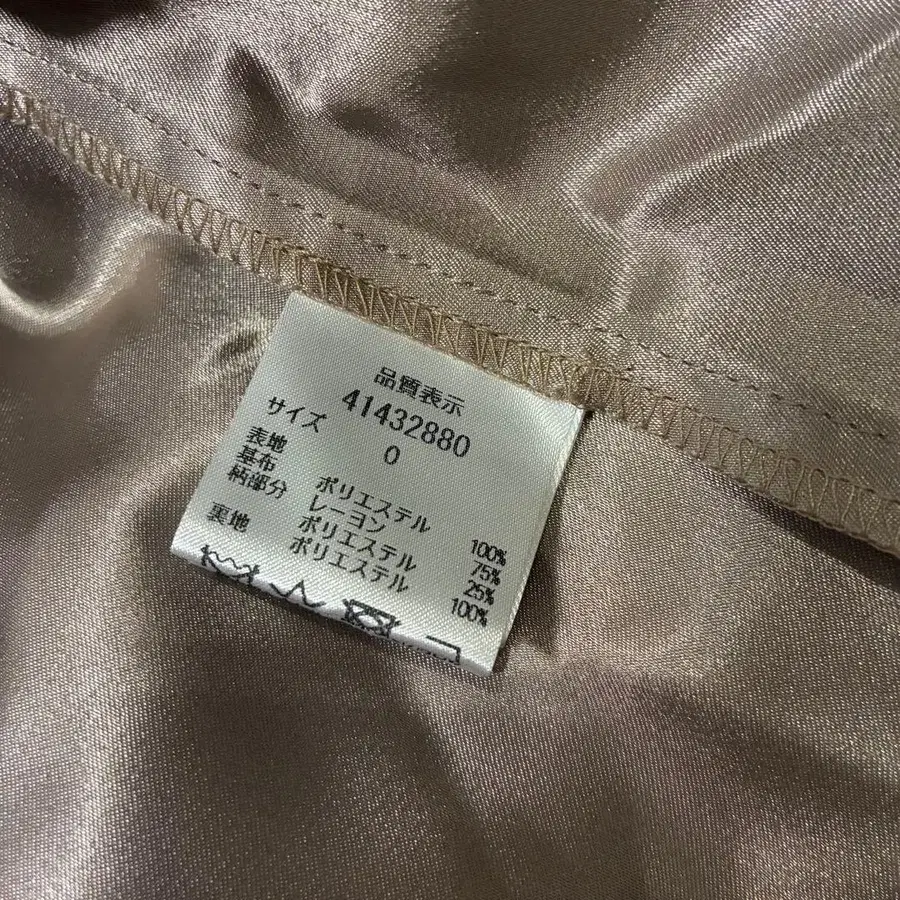 品質表示
41432880
サイズ 0
表地
基布 ポリエステル 100%
柄部分 レーヨン 75%
ポリエステル 25%
裏地 ポリエステル 100%